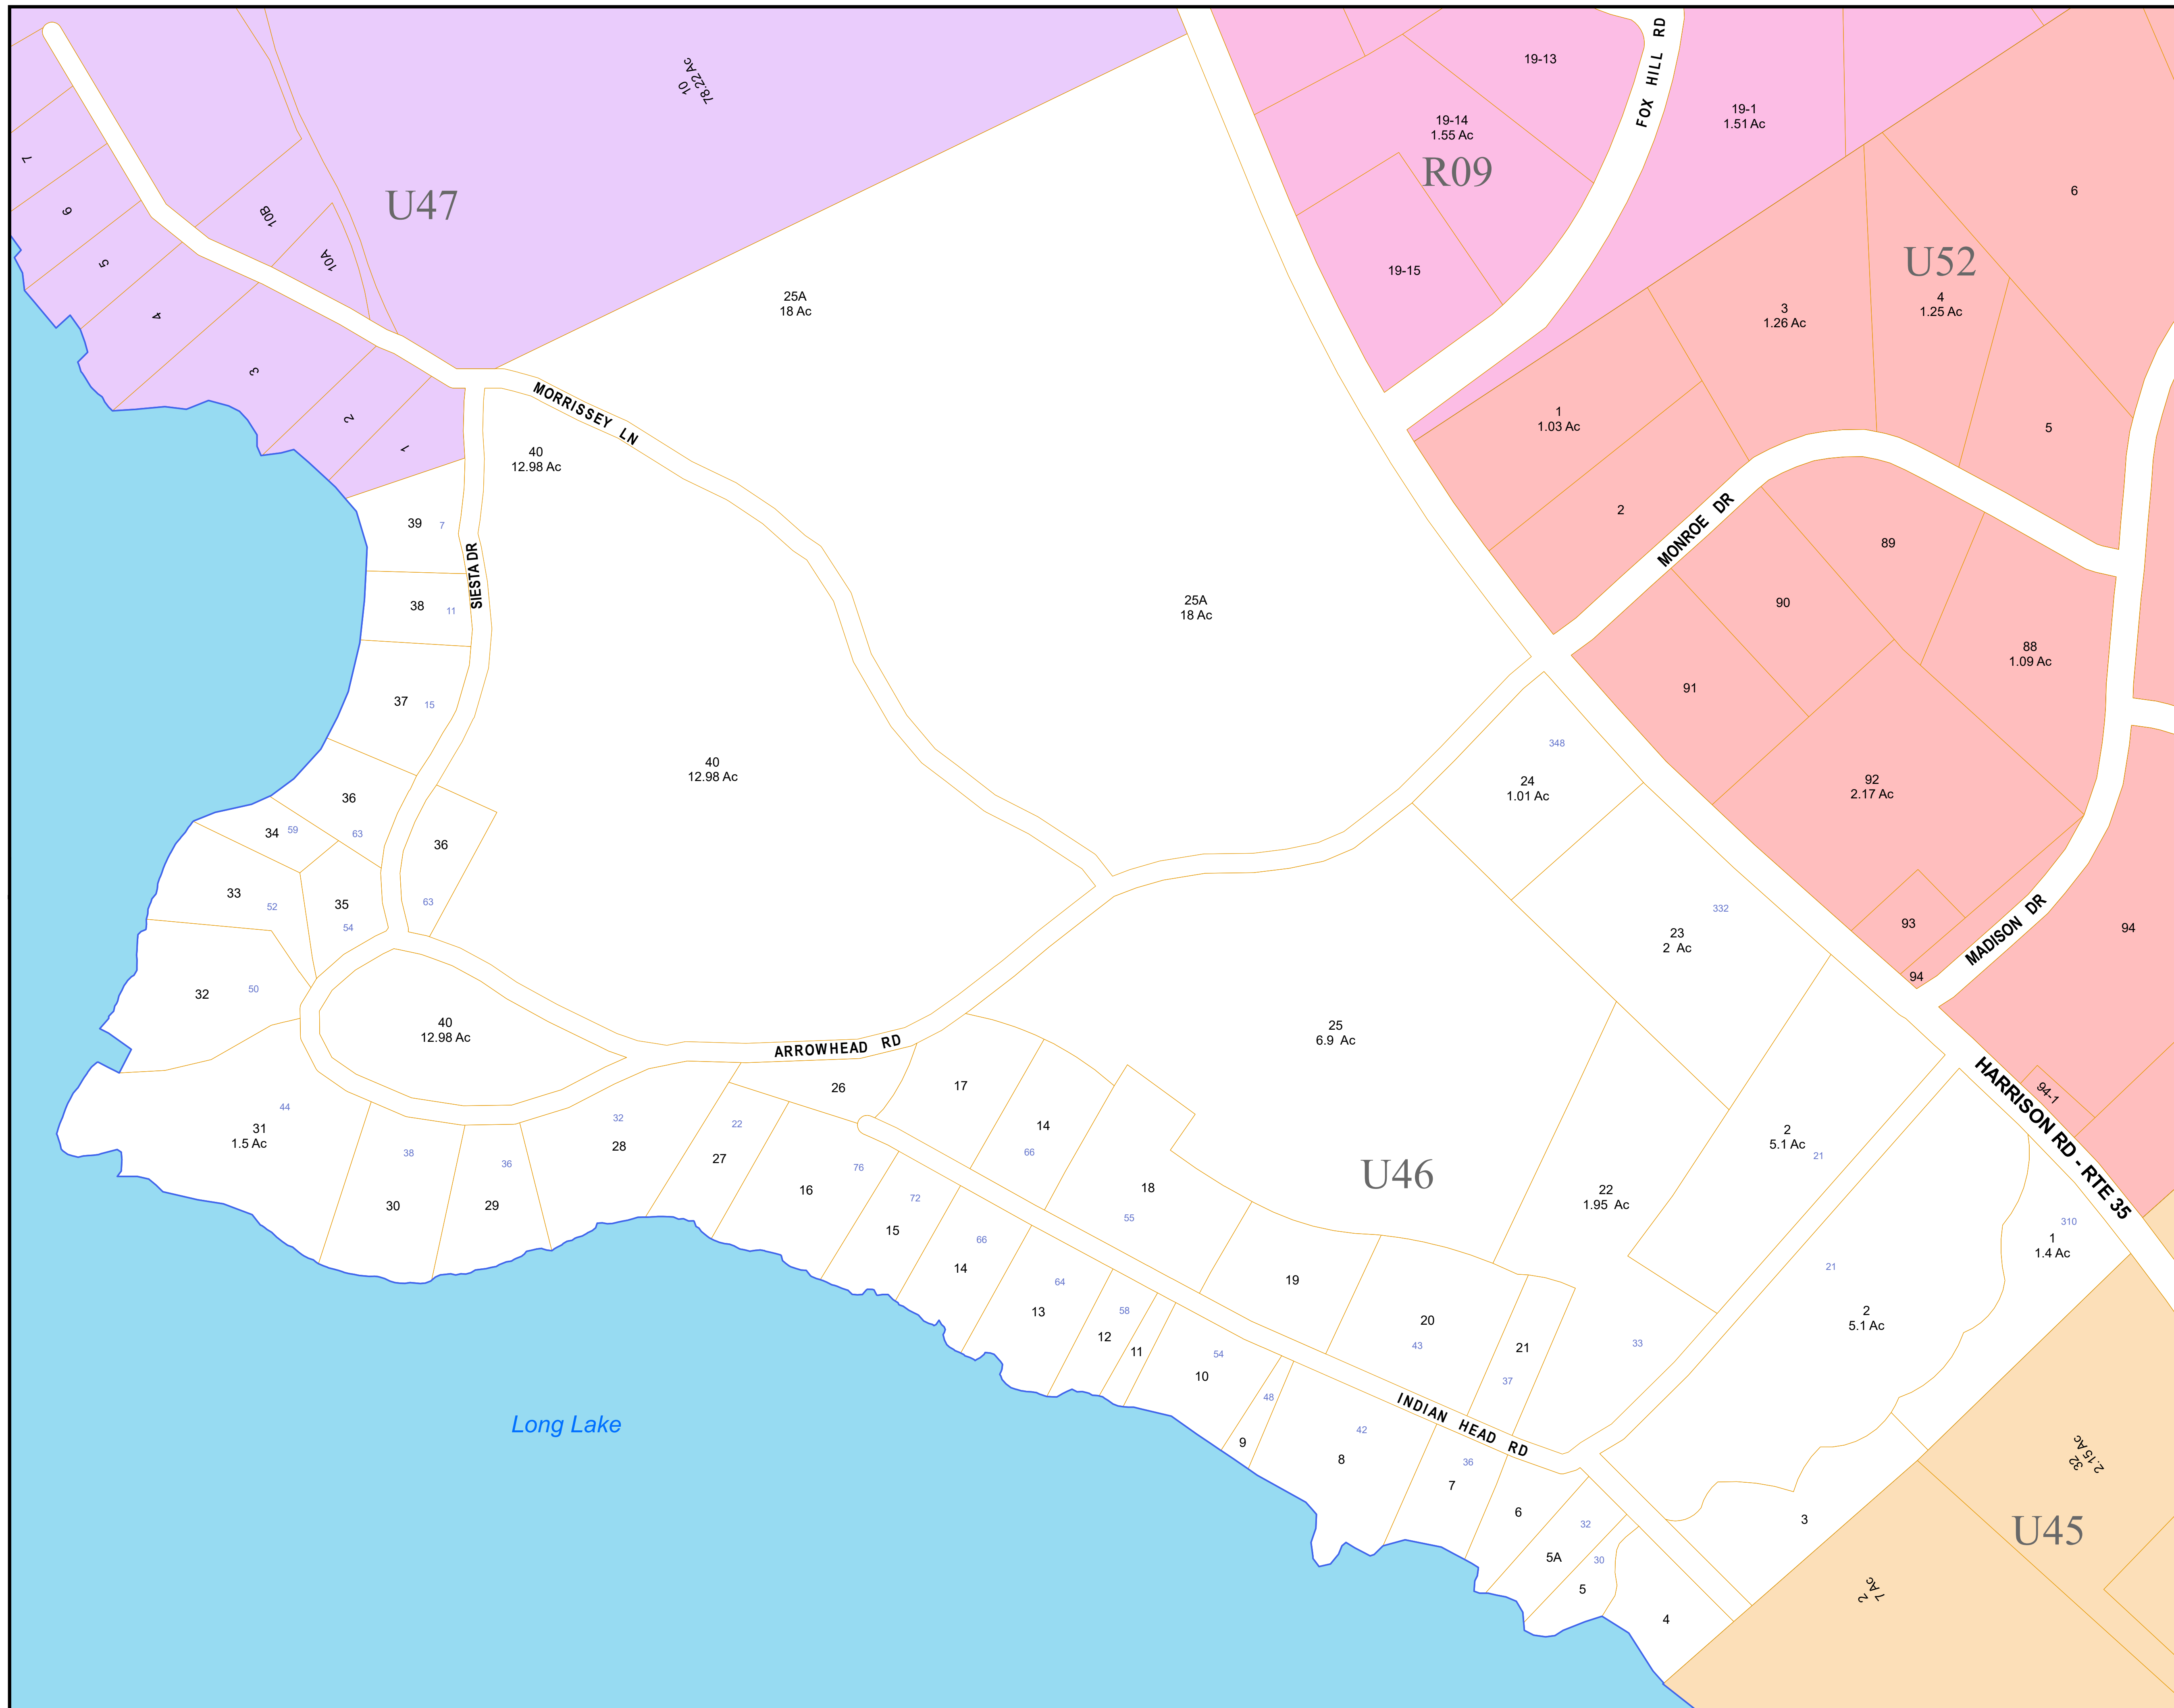 10
78.22 Ac
19-13
FOX HILL RD
19-14
1.55 Ac
19-1
1.51 Ac
R09
7
6
10B
U47
6
5
10A
19-15
U52
4
25A
18 Ac
3
1.26 Ac
4
1.25 Ac
3
MORRISSEY LN
2
1
1
1.03 Ac
5
40
12.98 Ac
2
39
7
MONROE DR
89
SIESTA DR
38
11
25A
18 Ac
90
88
1.09 Ac
37
15
91
348
40
12.98 Ac
24
1.01 Ac
92
2.17 Ac
36
34
59
63
36
33
52
35
54
63
332
23
2 Ac
93
94
MADISON DR
94
32
50
40
12.98 Ac
ARROWHEAD RD
25
6.9 Ac
HARRISON RD - RTE 35
94-1
26
17
44
31
1.5 Ac
38
36
32
28
22
27
14
66
2
5.1 Ac
21
76
16
72
15
18
55
U46
22
1.95 Ac
30
29
66
14
310
1
1.4 Ac
64
13
19
21
2
5.1 Ac
58
12
11
20
43
21
33
54
10
37
48
9
Long Lake
42
8
INDIAN HEAD RD
36
7
32
2.15 Ac
6
32
5A
30
5
3
U45
4
2
7 Ac